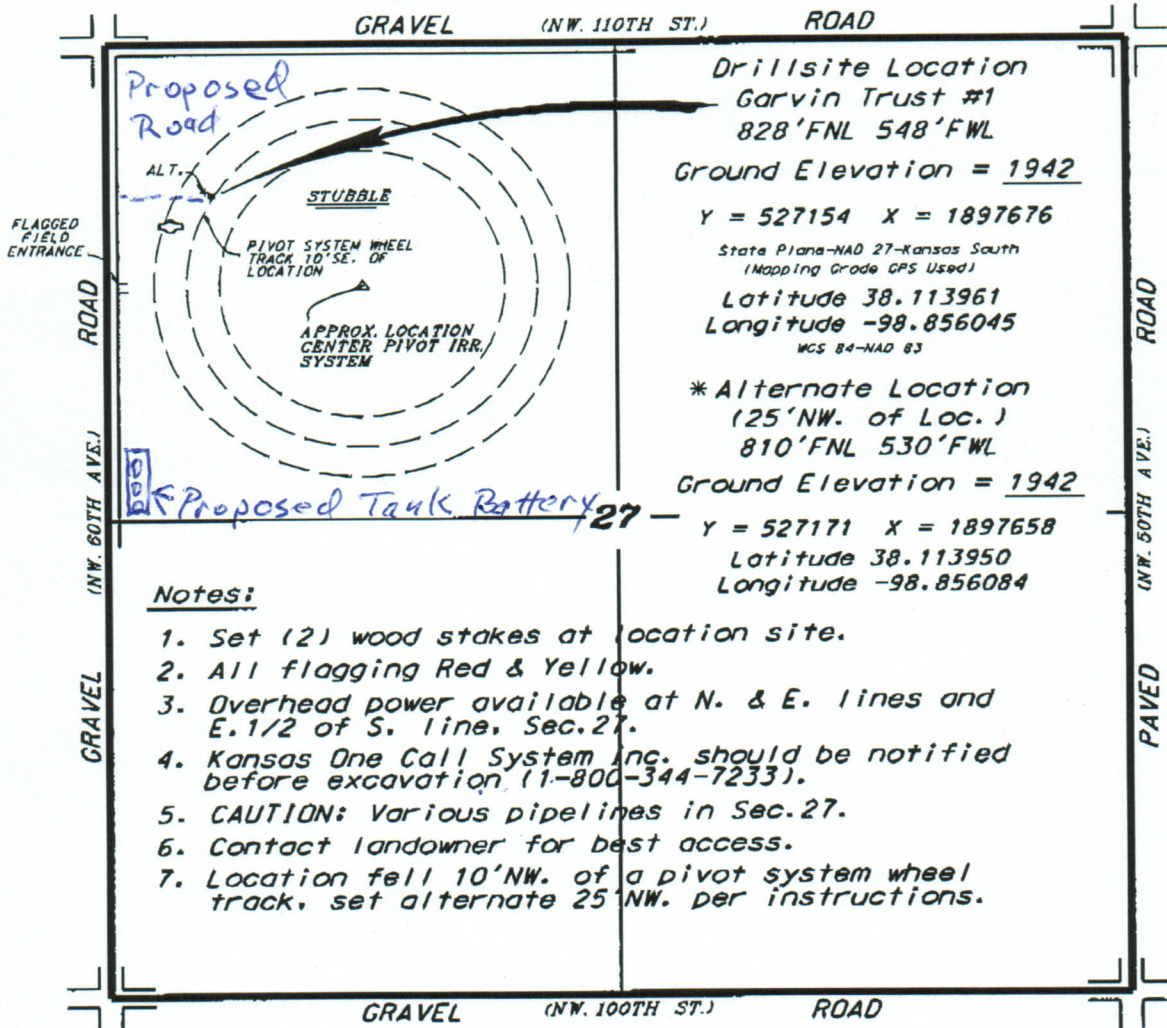 GRAVEL (NW. 110TH ST.) ROAD
Proposed
Road
ALT.
STUBBLE
FLAGGED
FIELD
ENTRANCE
PIVOT SYSTEM WHEEL
TRACK 10'SE. OF
LOCATION
APPROX. LOCATION
CENTER PIVOT IRR.
SYSTEM
Drillsite Location
Garvin Trust #1
828'FNL 548'FWL
Ground Elevation = 1942
Y = 527154 X = 1897676
State Plane-NAD 27-Kansas South
(Mapping Grade GPS Used)
Latitude 38.113961
Longitude -98.856045
WGS 84-NAD 83
* Alternate Location
(25'NW. of Loc.)
810'FNL 530'FWL
Ground Elevation = 1942
Y = 527171 X = 1897658
Latitude 38.113950
Longitude -98.856084
←Proposed Tank Battery
27
ROAD
(NW. 60TH AVE.)
GRAVEL
ROAD
(NW. 50TH AVE.)
PAVED
Notes:
1. Set (2) wood stakes at location site.
2. All flagging Red & Yellow.
3. Overhead power available at N. & E. lines and
E.1/2 of S. line, Sec.27.
4. Kansas One Call System Inc. should be notified
before excavation (1-800-344-7233).
5. CAUTION: Various pipelines in Sec.27.
6. Contact landowner for best access.
7. Location fell 10'NW. of a pivot system wheel
track, set alternate 25'NW. per instructions.
GRAVEL (NW. 100TH ST.) ROAD